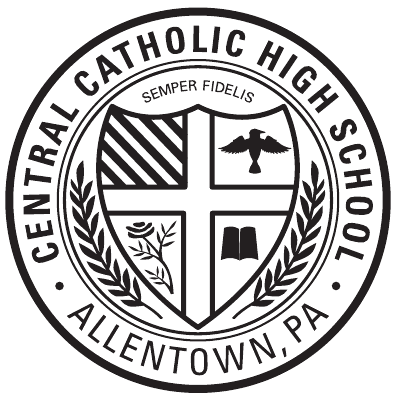 CENTRAL CATHOLIC HIGH SCHOOL
SEMPER FIDELIS
• ALLENTOWN, PA •